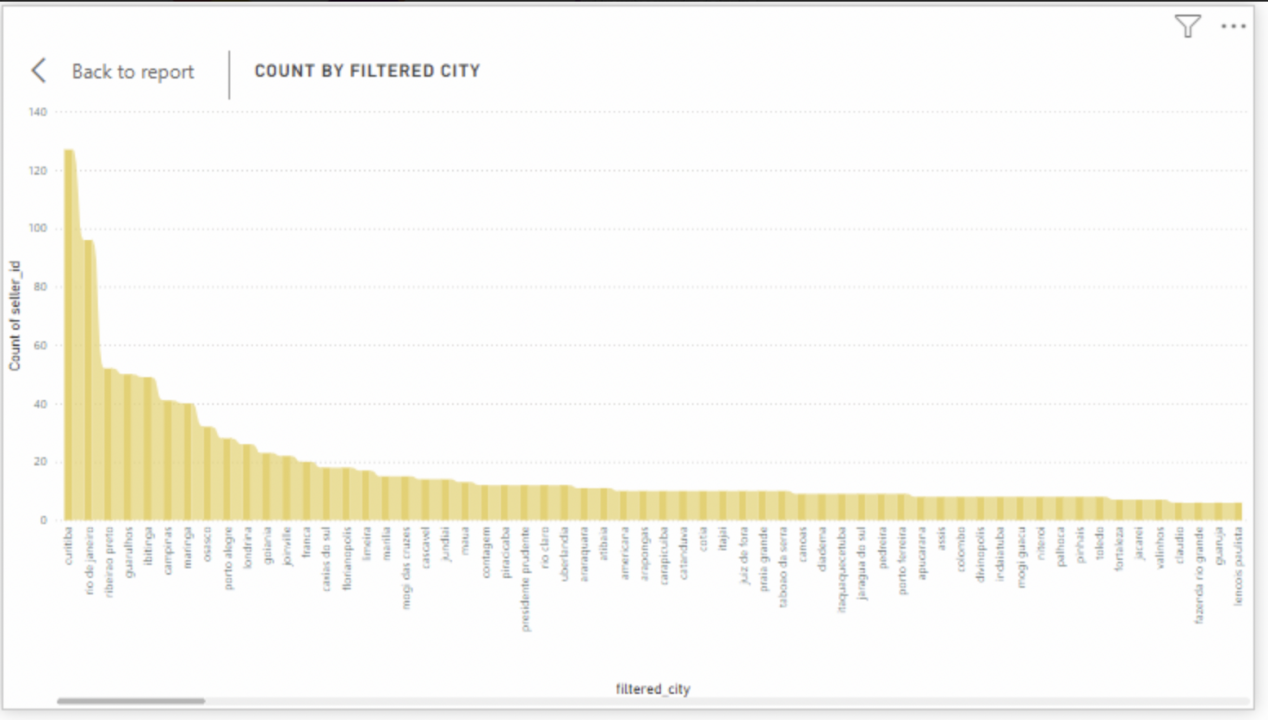 Back to report
COUNT BY FILTERED CITY
140
120
100
80
60
40
20
0
Count of seller_id
curitiba
rio de janeiro
ribeirao preto
guarulhos
ibitinga
campinas
maringa
osasco
porto alegre
londrina
goiania
joinville
franca
caxias do sul
florianopolis
limeira
marilia
mogi das cruzes
cascavel
jundiai
maua
contagem
piracicaba
presidente prudente
rio claro
uberlandia
araraquara
atibaia
americana
arapongas
carapicuiba
catanduva
cotia
itajai
juiz de fora
praia grande
taboao da serra
canoas
diadema
itaquaquecetuba
jaragua do sul
pedreira
porto ferreira
apucarana
assis
colombo
divinopolis
indaiatuba
mogi guacu
niteroi
palhoca
pinhais
toledo
fortaleza
jacarei
valinhos
claudio
fazenda rio grande
guaruja
lencois paulista
filtered_city